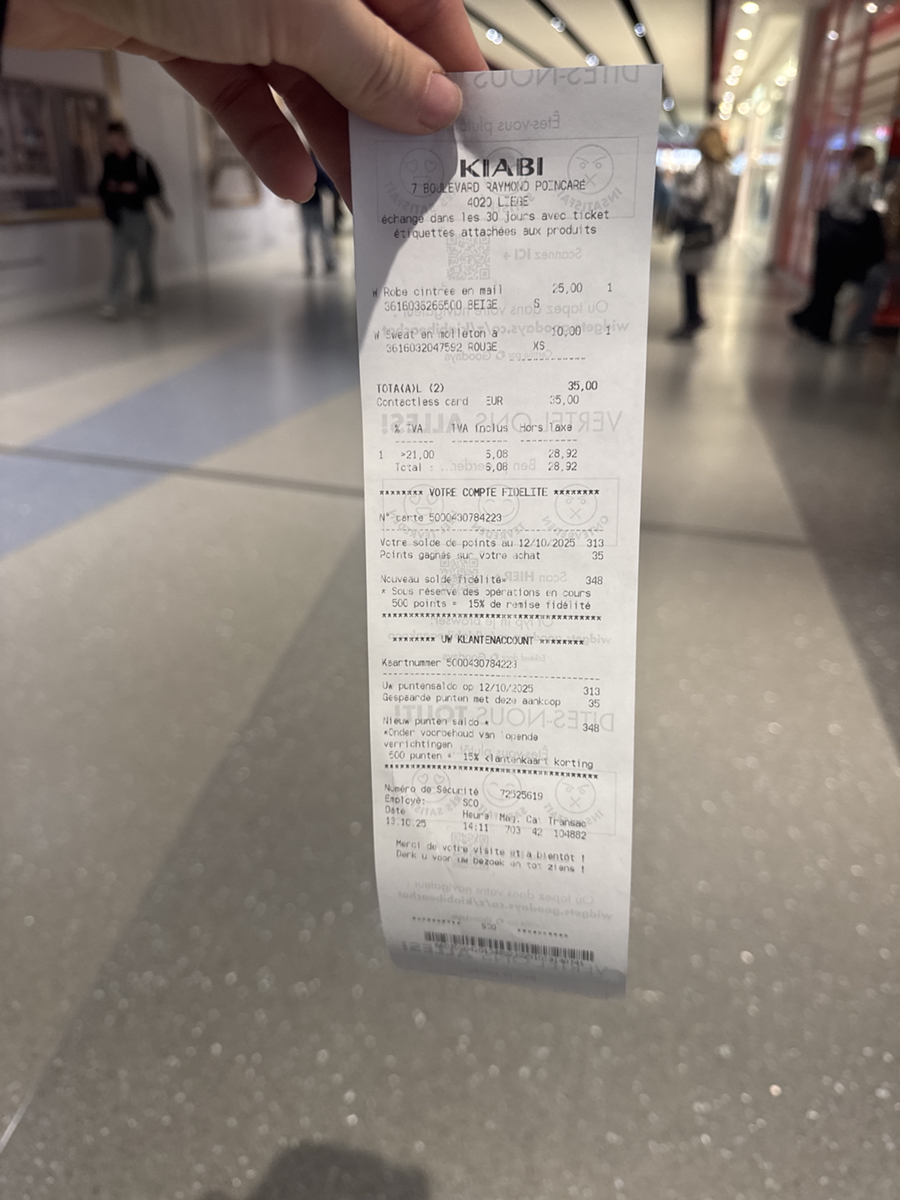 KIABI
7 BOULEVARD RAYMOND POINCARE
4020 LIEGE
échange dans les 30 jours avec ticket
étiquettes attachées aux produits
W Robe cintrée en mail 25,00 1
3616036266500 BEIGE S
W Sweat en molleton a 10,00 1
3616032047592 ROUGE XS
TOTA(A)L (2) 35,00
Contactless card EUR 35,00
% TVA TVA Inclus Hors Taxe
1 >21,00 6,08 28,92
Total : 6,08 28,92
******** VOTRE COMPTE FIDELITE ********
N° carte 5000430784223
Votre solde de points au 12/10/2025 313
Points gagnés sur votre achat 35
Nouveau solde fidélité* 348
* Sous réserve des opérations en cours
500 points = 15% de remise fidélité
******** UW KLANTENACCOUNT ********
Kaartnummer 5000430784223
Uw puntensaldo op 12/10/2025 313
Gespaarde punten met deze aankoop 35
Nieuw punten saldo * 348
*Onder voorbehoud van lopende
verrichtingen
500 punten = 15% klantenkaart korting
Numéro de Sécurité 72525619
Employé: SCO
Date Heure Mag. Ca Transac
13.10.25 14:11 703 42 104882
Merci de votre visite et à bientôt !
Dank u voor uw bezoek en tot ziens !